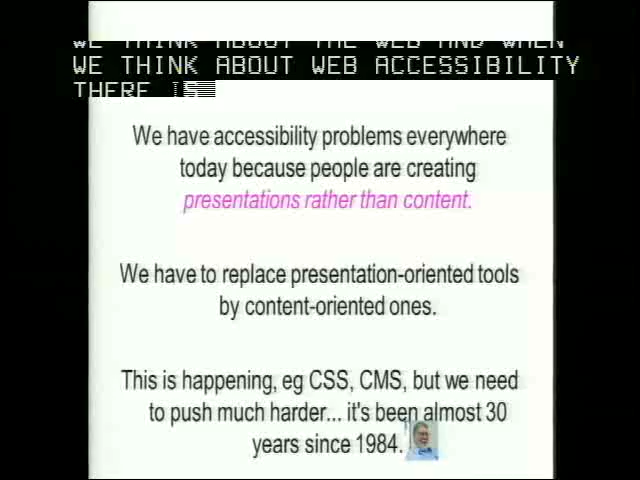 WE THINK ABOUT THE WEB AND WHEN
WE THINK ABOUT WEB ACCESSIBILITY
THERE IS
We have accessibility problems everywhere
today because people are creating
presentations rather than content.
We have to replace presentation-oriented tools
by content-oriented ones.
This is happening, eg CSS, CMS, but we need
to push much harder... it's been almost 30
years since 1984.